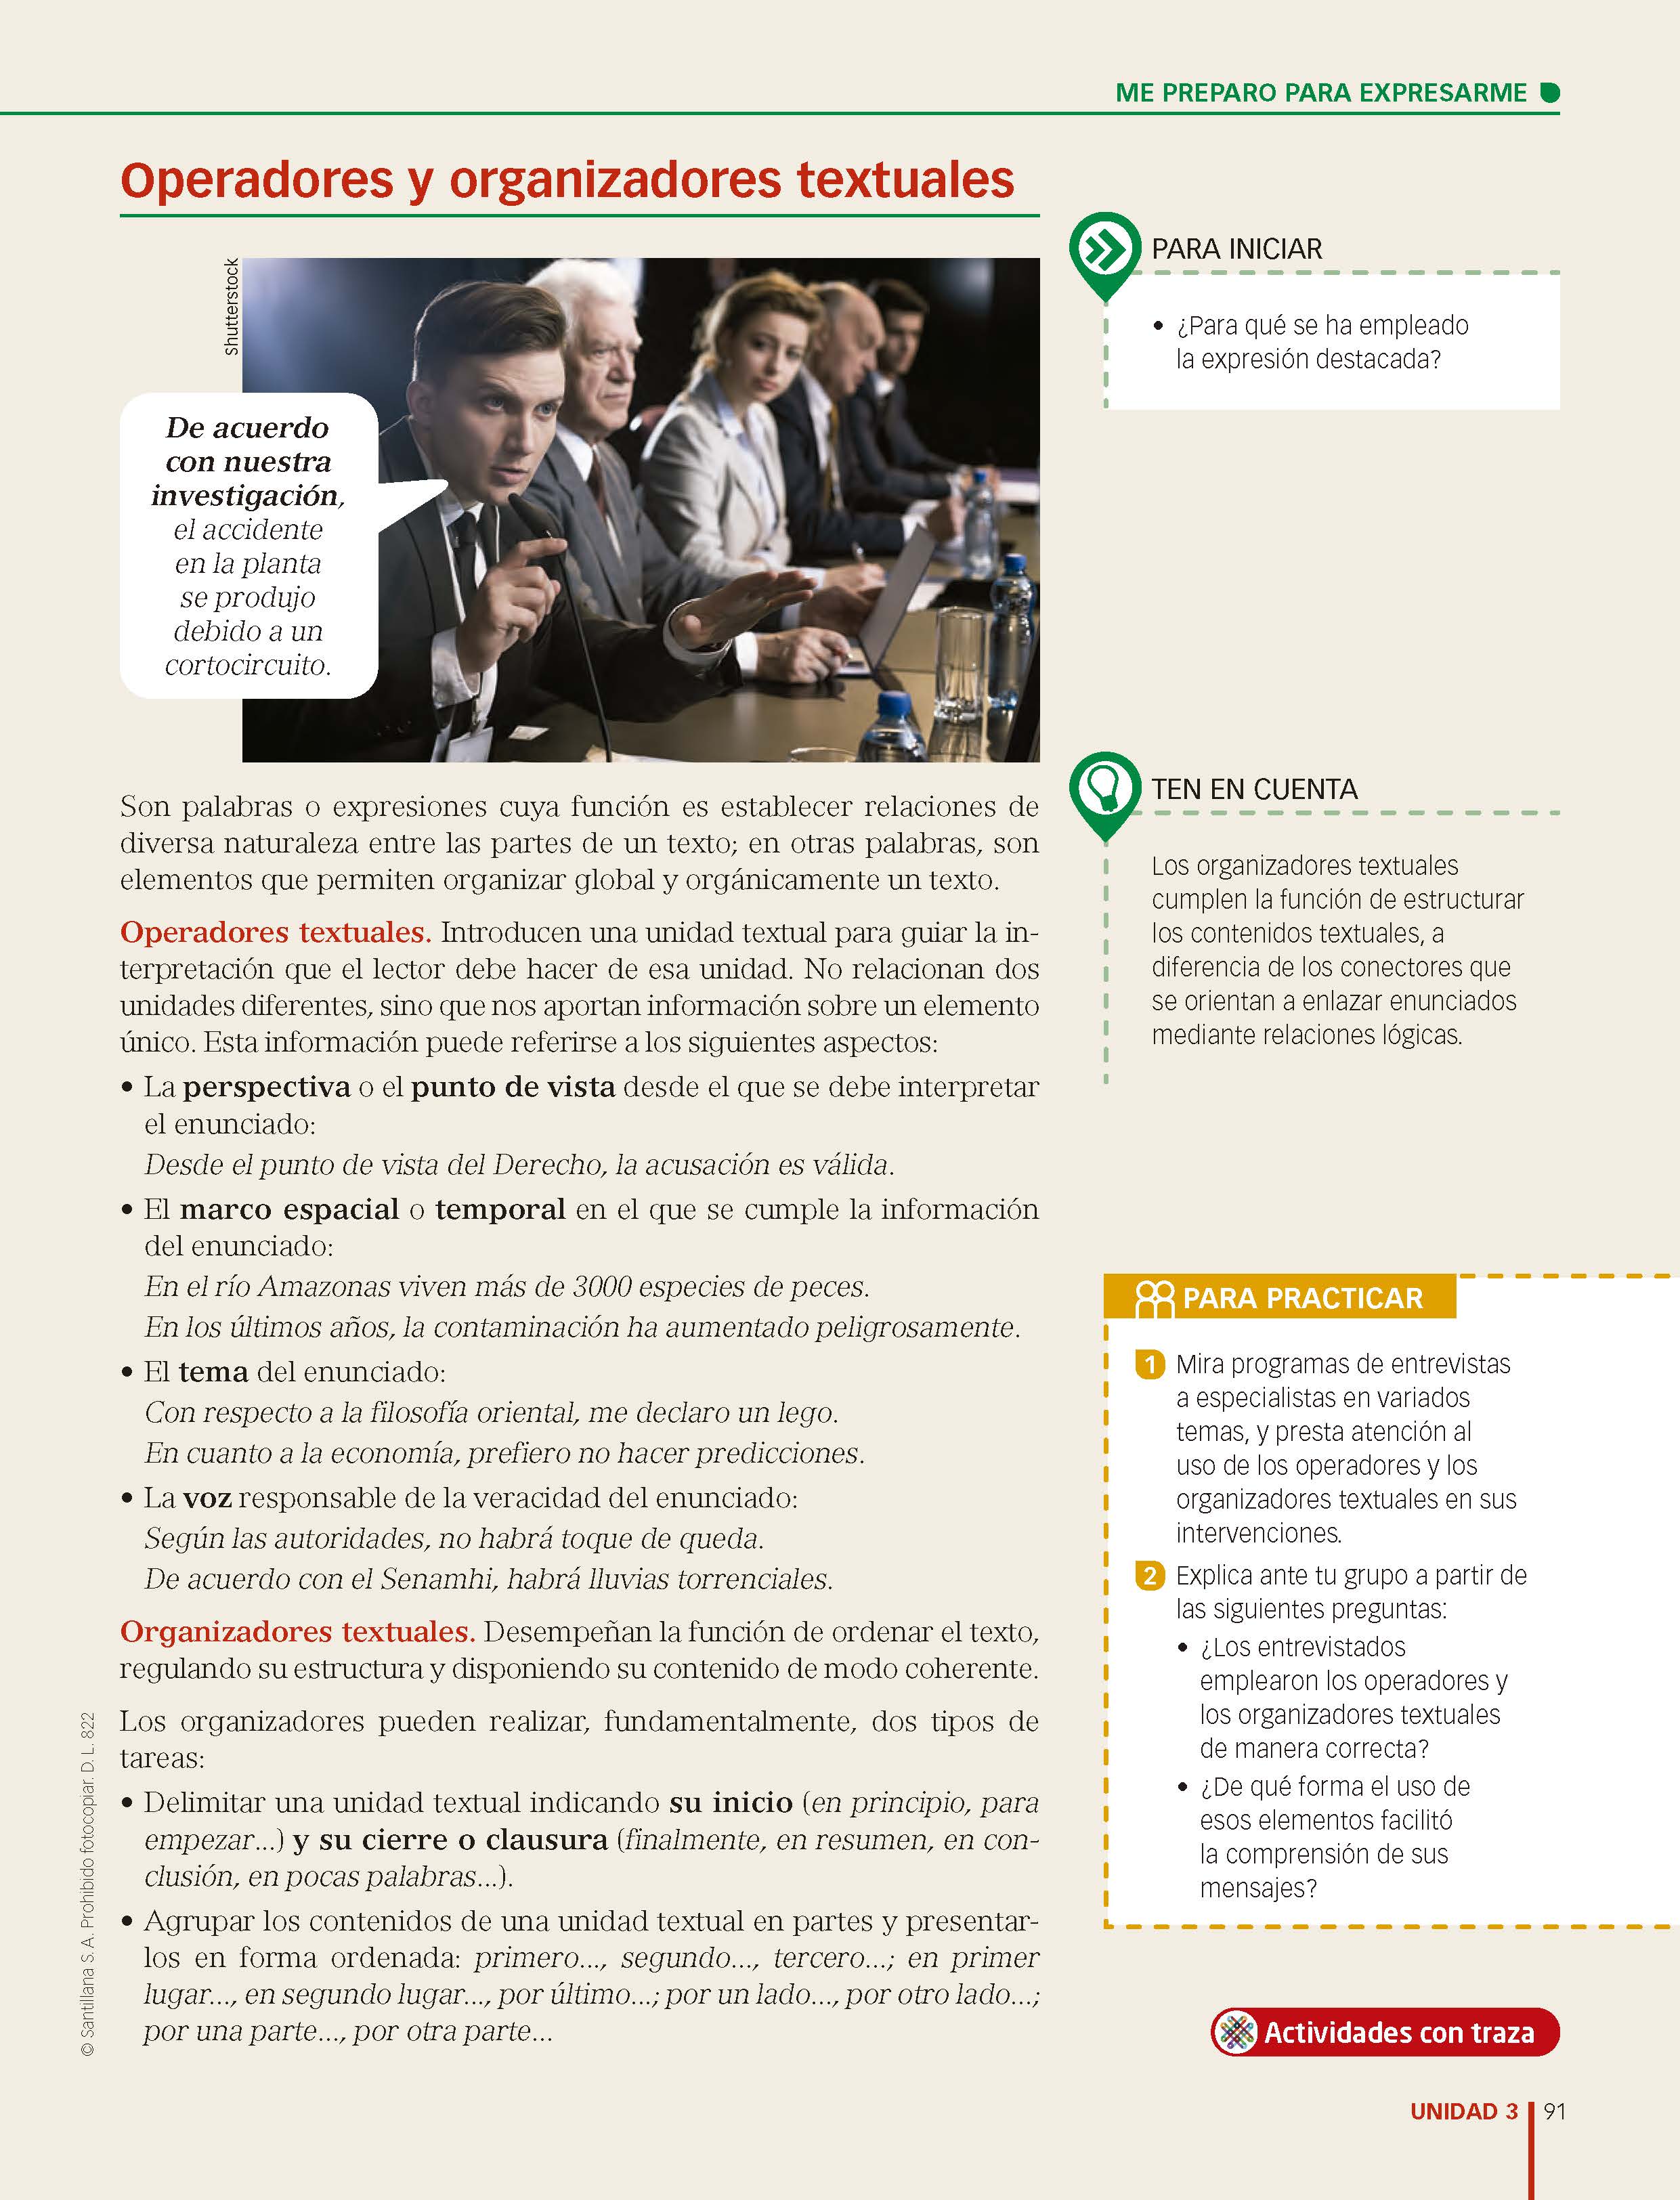 ME PREPARO PARA EXPRESARME
Operadores y organizadores textuales
Shutterstock
De acuerdo
con nuestra
investigación,
el accidente
en la planta
se produjo
debido a un
cortocircuito.
PARA INICIAR
• ¿Para qué se ha empleado
la expresión destacada?
Son palabras o expresiones cuya función es establecer relaciones de
diversa naturaleza entre las partes de un texto; en otras palabras, son
elementos que permiten organizar global y orgánicamente un texto.
Operadores textuales. Introducen una unidad textual para guiar la in-
terpretación que el lector debe hacer de esa unidad. No relacionan dos
unidades diferentes, sino que nos aportan información sobre un elemento
único. Esta información puede referirse a los siguientes aspectos:
• La perspectiva o el punto de vista desde el que se debe interpretar
el enunciado:
Desde el punto de vista del Derecho, la acusación es válida.
• El marco espacial o temporal en el que se cumple la información
del enunciado:
En el río Amazonas viven más de 3000 especies de peces.
En los últimos años, la contaminación ha aumentado peligrosamente.
• El tema del enunciado:
Con respecto a la filosofía oriental, me declaro un lego.
En cuanto a la economía, prefiero no hacer predicciones.
• La voz responsable de la veracidad del enunciado:
Según las autoridades, no habrá toque de queda.
De acuerdo con el Senamhi, habrá lluvias torrenciales.
Organizadores textuales. Desempeñan la función de ordenar el texto,
regulando su estructura y disponiendo su contenido de modo coherente.
Los organizadores pueden realizar, fundamentalmente, dos tipos de
tareas:
• Delimitar una unidad textual indicando su inicio (en principio, para
empezar...) y su cierre o clausura (finalmente, en resumen, en con-
clusión, en pocas palabras...).
• Agrupar los contenidos de una unidad textual en partes y presentar-
los en forma ordenada: primero..., segundo..., tercero...; en primer
lugar..., en segundo lugar..., por último...; por un lado..., por otro lado...;
por una parte..., por otra parte...
TEN EN CUENTA
Los organizadores textuales
cumplen la función de estructurar
los contenidos textuales, a
diferencia de los conectores que
se orientan a enlazar enunciados
mediante relaciones lógicas.
PARA PRACTICAR
1 Mira programas de entrevistas
a especialistas en variados
temas, y presta atención al
uso de los operadores y los
organizadores textuales en sus
intervenciones.
2 Explica ante tu grupo a partir de
las siguientes preguntas:
• ¿Los entrevistados
emplearon los operadores y
los organizadores textuales
de manera correcta?
• ¿De qué forma el uso de
esos elementos facilitó
la comprensión de sus
mensajes?
Actividades con traza
© Santillana S. A. Prohibido fotocopiar. D. L. 822
UNIDAD 3 91